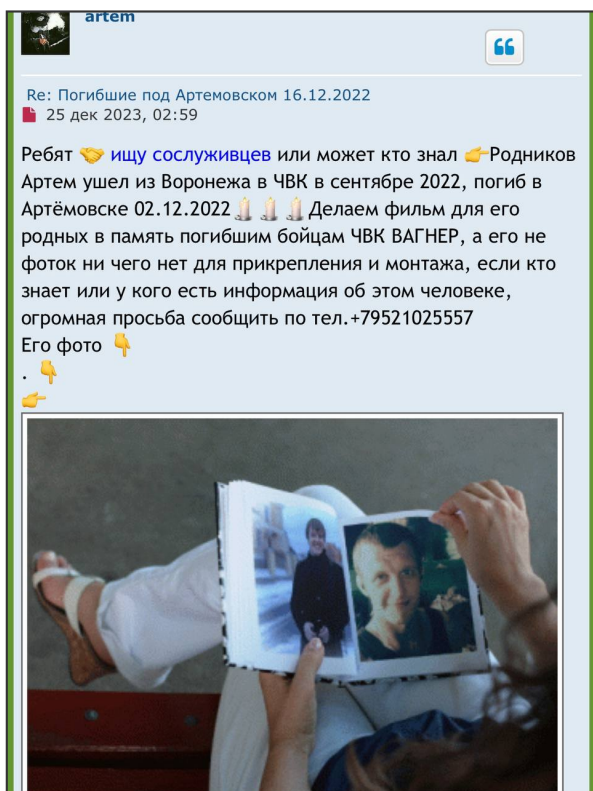 artem
Re: Погибшие под Артемовском 16.12.2022
25 дек 2023, 02:59
Ребят 🤝 ищу сослуживцев или может кто знал 👉Родников
Артем ушел из Воронежа в ЧВК в сентябре 2022, погиб в
Артёмовске 02.12.2022🕯🕯🕯Делаем фильм для его
родных в память погибшим бойцам ЧВК ВАГНЕР, а его не
фоток ни чего нет для прикрепления и монтажа, если кто
знает или у кого есть информация об этом человеке,
огромная просьба сообщить по тел.+79521025557
Его фото 👇
. 👇
👉